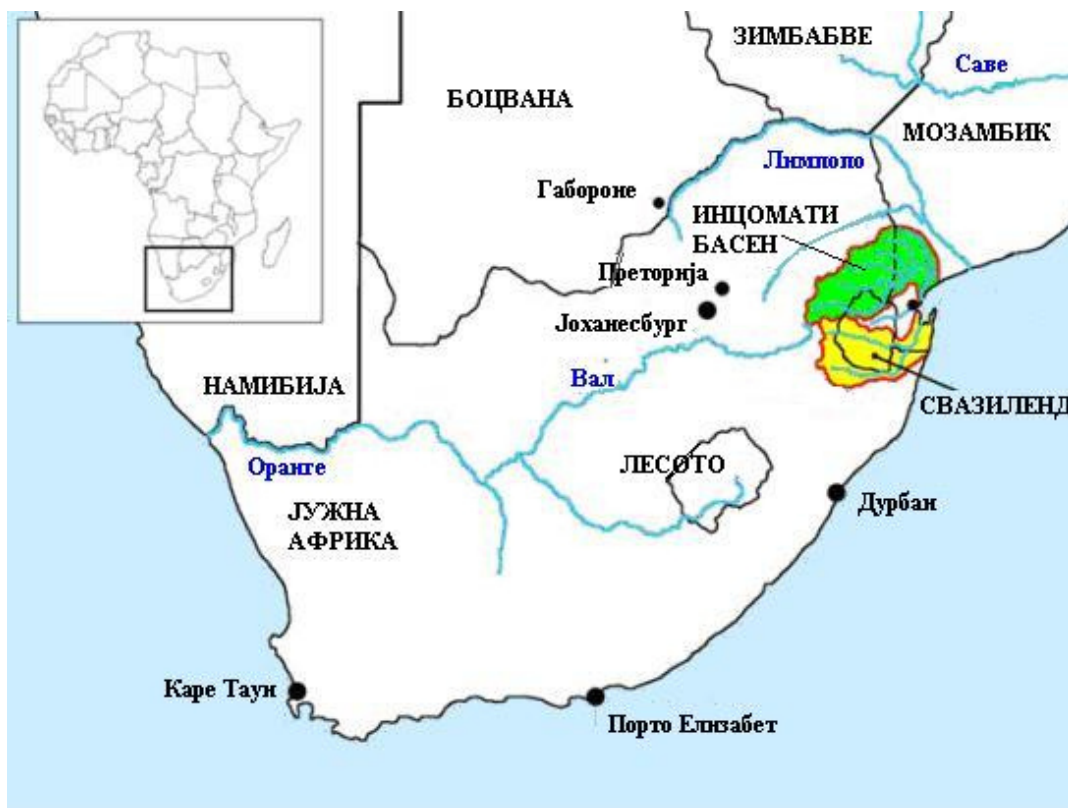 ЗИМБАБВЕ
Саве
БОЦВАНА
МОЗАМБИК
Лимпопо
Габороне
ИНЦОМАТИ
БАСЕН
Преторија
Јоханесбург
Вал
НАМИБИЈА
СВАЗИЛЕНД
Оранге
ЛЕСОТО
Дурбан
ЈУЖНА
АФРИКА
Каре Таун
Порто Елизабет